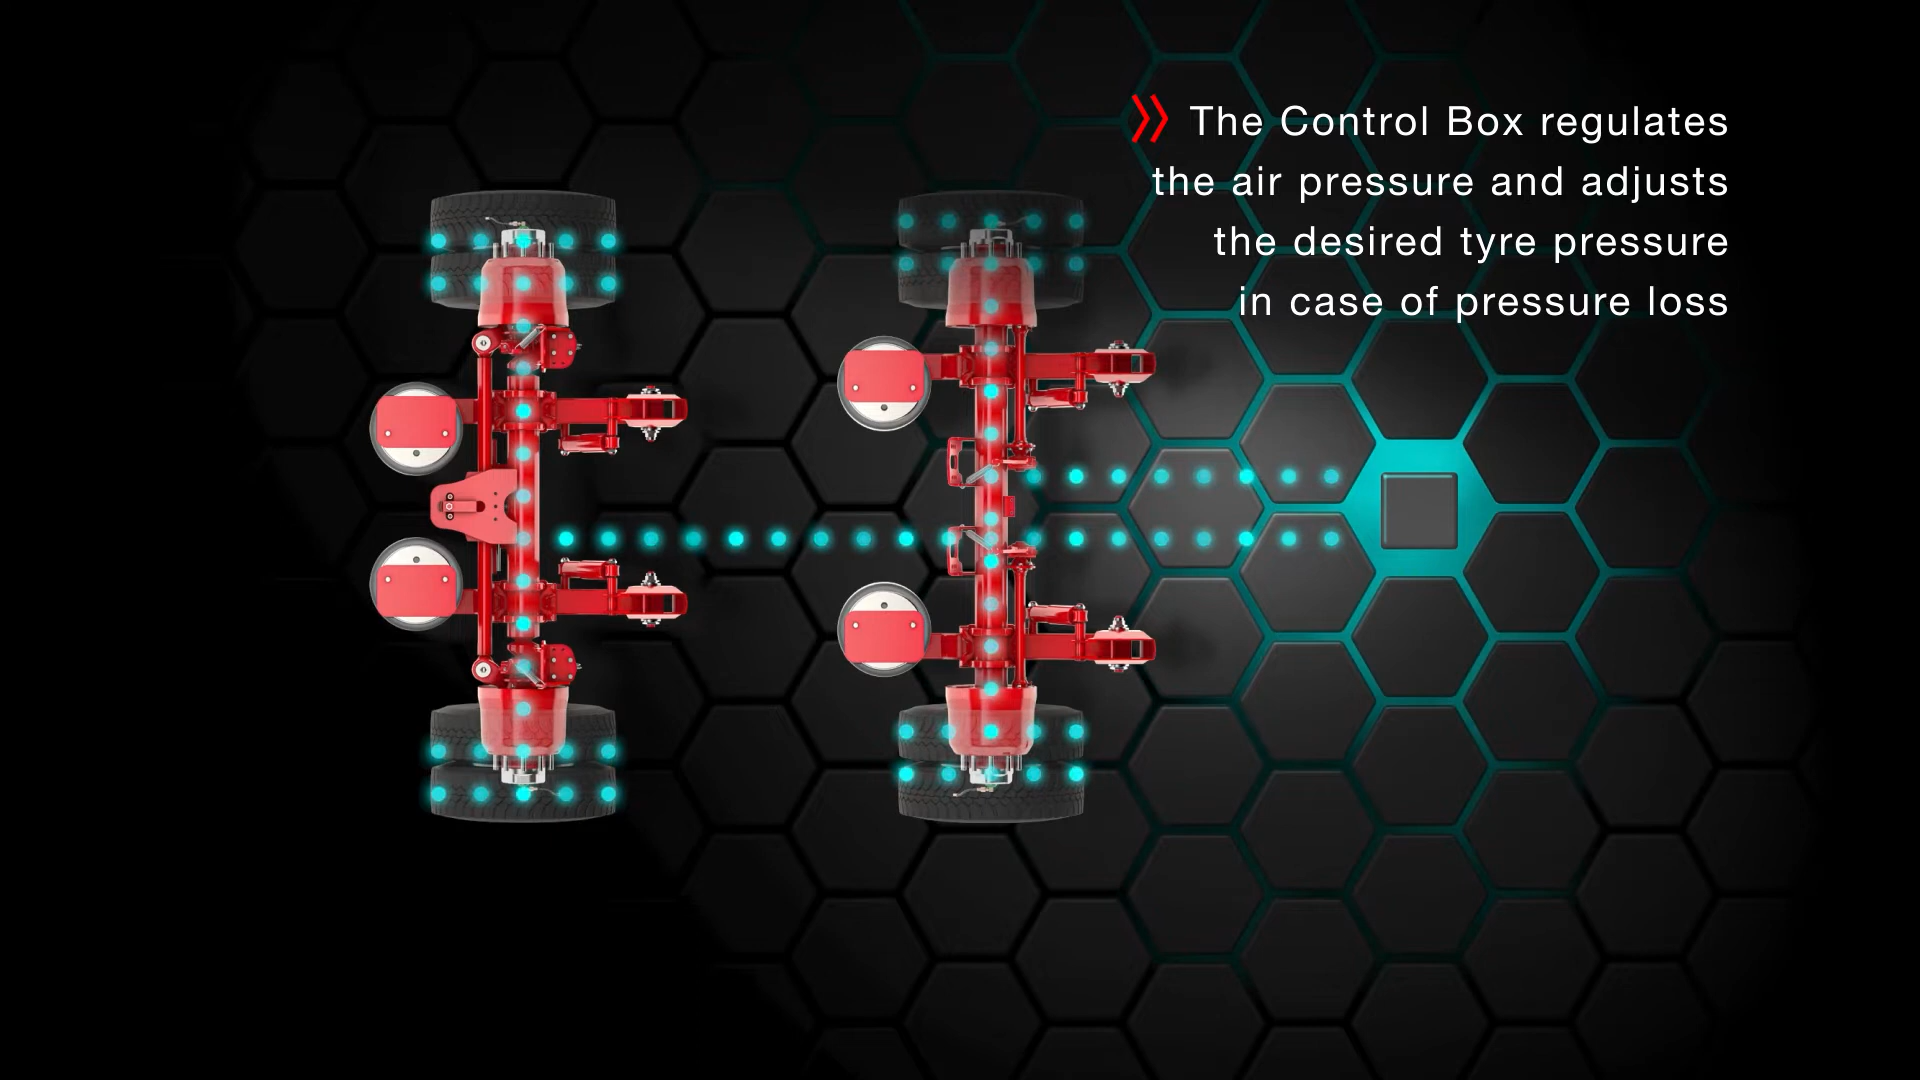 The Control Box regulates
the air pressure and adjusts
the desired tyre pressure
in case of pressure loss